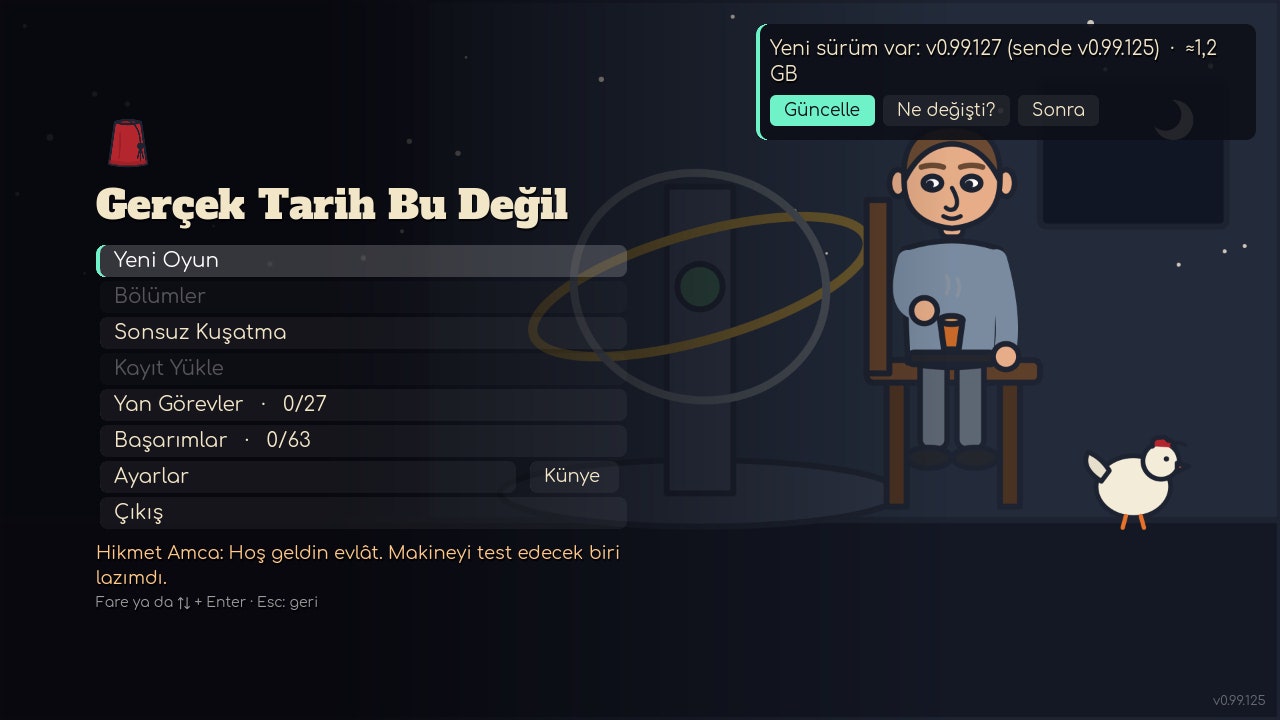 Yeni sürüm var: v0.99.127 (sende v0.99.125) · ≈1,2
GB
Güncelle Ne değişti? Sonra
Gerçek Tarih Bu Değil
Yeni Oyun
Bölümler
Sonsuz Kuşatma
Kayıt Yükle
Yan Görevler · 0/27
Başarımlar · 0/63
Ayarlar Künye
Çıkış
Hikmet Amca: Hoş geldin evlât. Makineyi test edecek biri
lazımdı.
Fare ya da ↑↓ + Enter · Esc: geri
v0.99.125